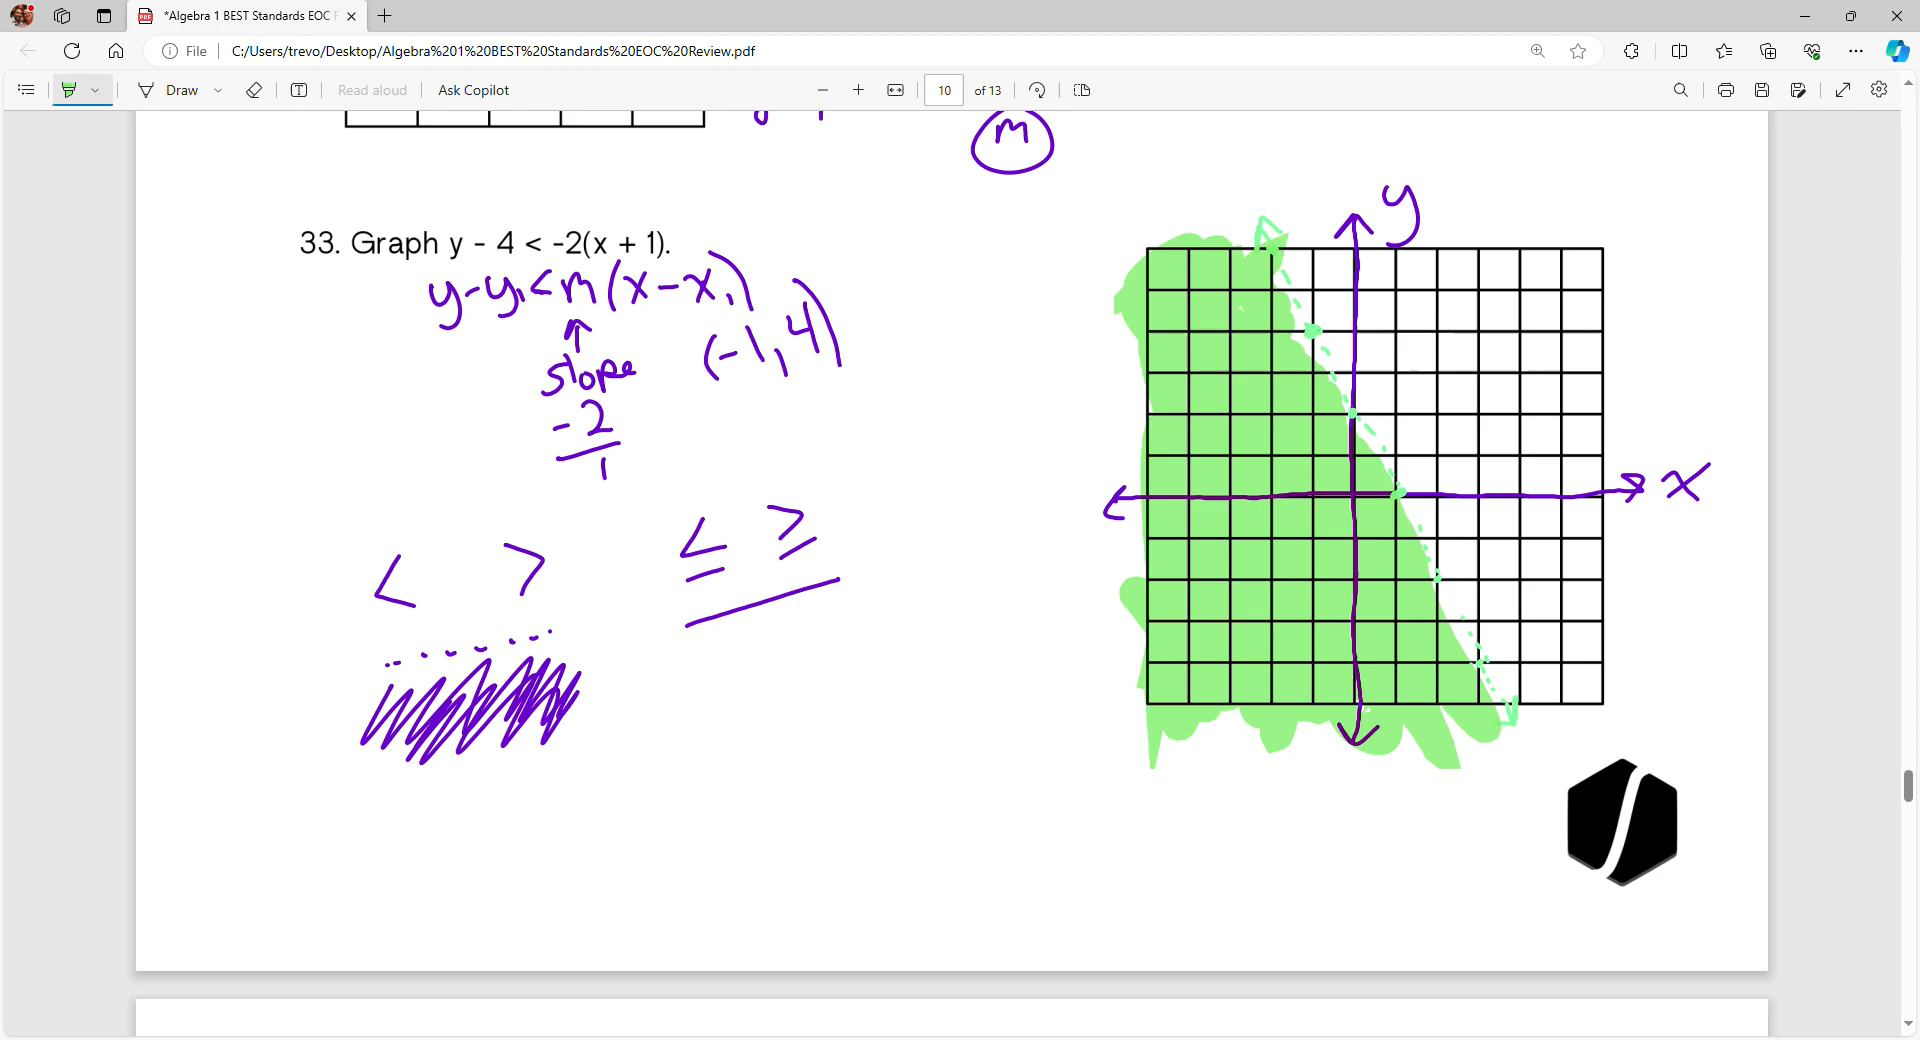 *Algebra 1 BEST Standards EOC
File
C:/Users/trevo/Desktop/Algebra%201%20BEST%20Standards%20EOC%20Review.pdf
Draw
Read aloud
Ask Copilot
10
of 13
m
y
33. Graph y - 4 < -2(x + 1).
y-y₁<m(x-x₁)
(-1,4)
↑
slope
-2
1
x
≤ ≥
< >